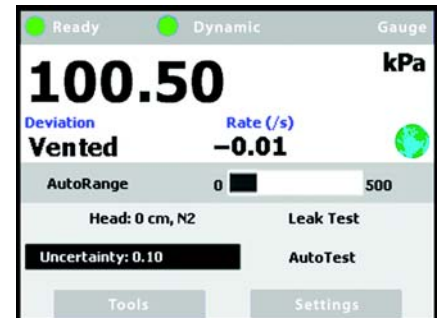 Ready Dynamic Gauge
100.50 kPa
Deviation Rate (/s)
Vented −0.01
AutoRange 0 500
Head: 0 cm, N2 Leak Test
Uncertainty: 0.10 AutoTest
Tools Settings